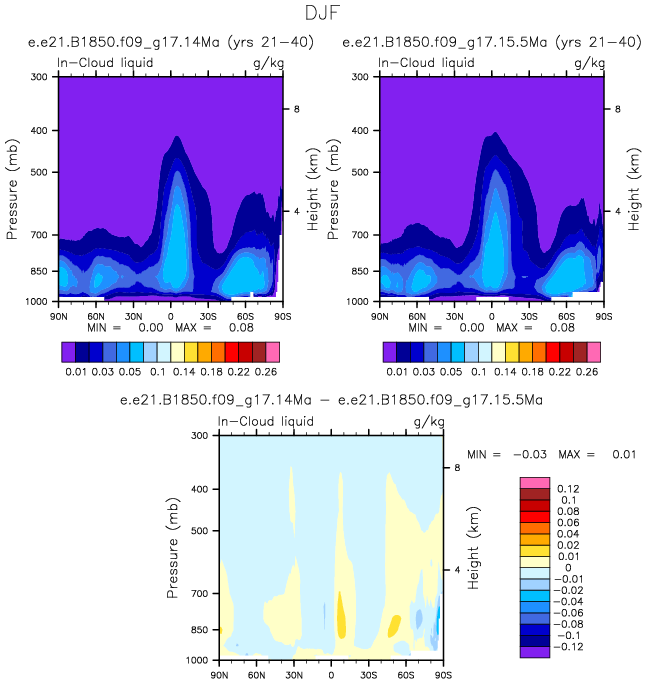 DJF
e.e21.B1850.f09_g17.14Ma (yrs 21-40)
In-Cloud liquid g/kg
300
400
500
700
850
1000
Pressure (mb)
8
4
Height (km)
90N 60N 30N 0 30S 60S 90S
MIN = 0.00 MAX = 0.08
0.01 0.03 0.05 0.1 0.14 0.18 0.22 0.26
e.e21.B1850.f09_g17.15.5Ma (yrs 21-40)
In-Cloud liquid g/kg
300
400
500
700
850
1000
Pressure (mb)
8
4
Height (km)
90N 60N 30N 0 30S 60S 90S
MIN = 0.00 MAX = 0.08
0.01 0.03 0.05 0.1 0.14 0.18 0.22 0.26
e.e21.B1850.f09_g17.14Ma - e.e21.B1850.f09_g17.15.5Ma
In-Cloud liquid g/kg
300
400
500
700
850
1000
Pressure (mb)
8
4
Height (km)
90N 60N 30N 0 30S 60S 90S
MIN = -0.03 MAX = 0.01
0.12
0.1
0.08
0.06
0.04
0.02
0.01
0
-0.01
-0.02
-0.04
-0.06
-0.08
-0.1
-0.12